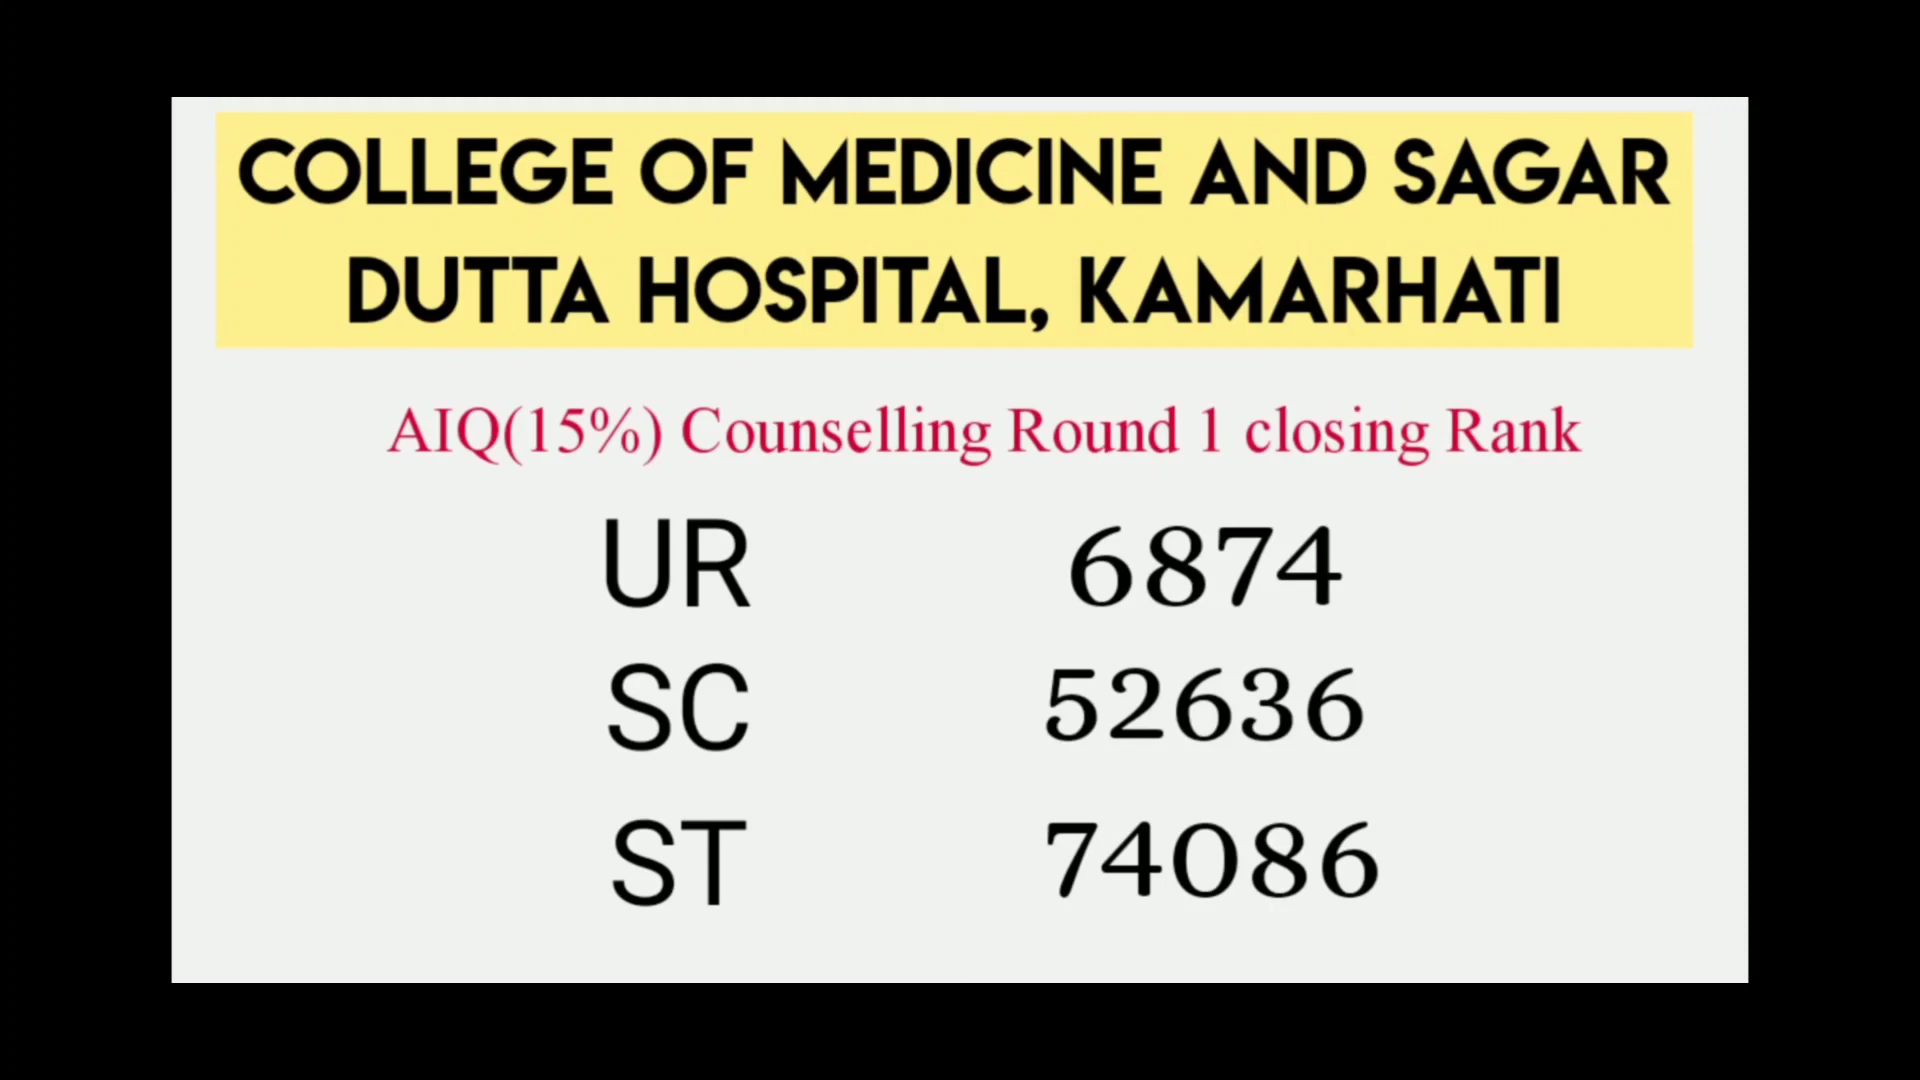 COLLEGE OF MEDICINE AND SAGAR
DUTTA HOSPITAL, KAMARHATI
AIQ(15%) Counselling Round 1 closing Rank
UR 6874
SC 52636
ST 74086